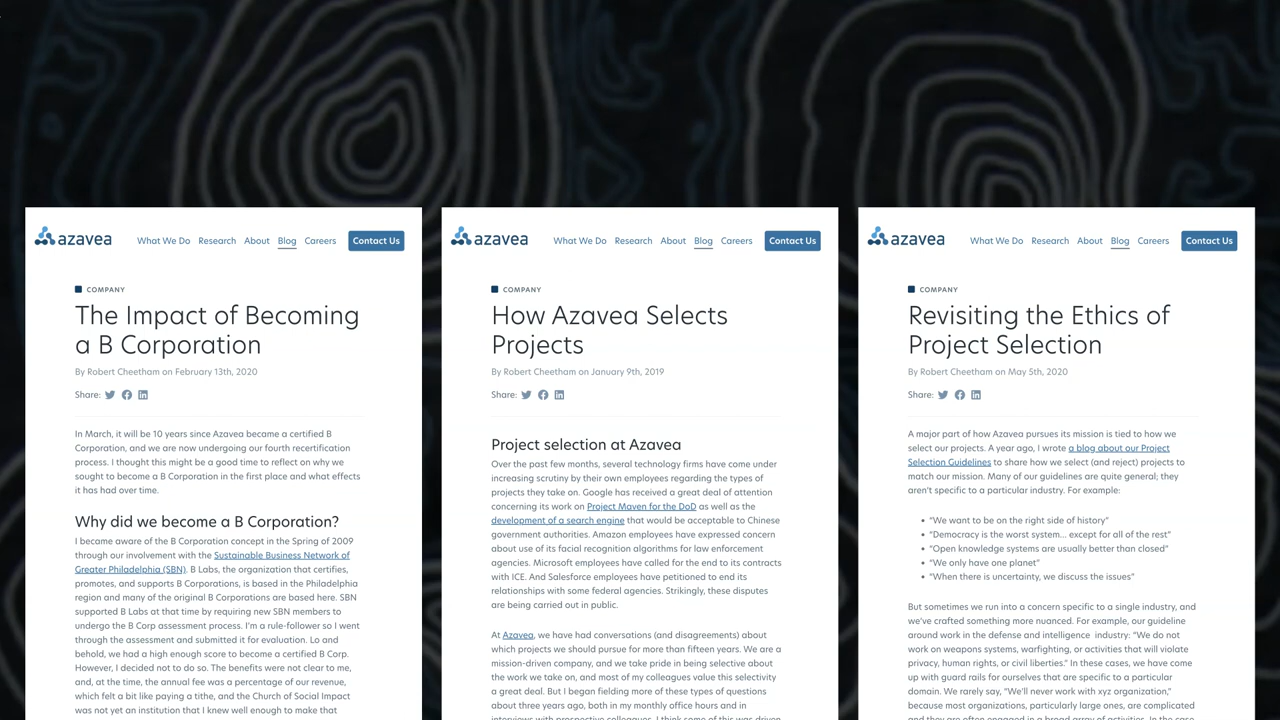 azavea
What We Do Research About Blog Careers Contact Us
COMPANY
The Impact of Becoming
a B Corporation
By Robert Cheetham on February 13th, 2020
Share:
In March, it will be 10 years since Azavea became a certified B
Corporation, and we are now undergoing our fourth recertification
process. I thought this might be a good time to reflect on why we
sought to become a B Corporation in the first place and what effects
it has had over time.
Why did we become a B Corporation?
I became aware of the B Corporation concept in the Spring of 2009
through our involvement with the Sustainable Business Network of
Greater Philadelphia (SBN). B Labs, the organization that certifies,
promotes, and supports B Corporations, is based in the Philadelphia
region and many of the original B Corporations are based here. SBN
supported B Labs at that time by requiring new SBN members to
undergo the B Corp assessment process. I'm a rule-follower so I went
through the assessment and submitted it for evaluation. Lo and
behold, we had a high enough score to become a certified B Corp.
However, I decided not to do so. The benefits were not clear to me,
and, at the time, the annual fee was a percentage of our revenue,
which felt a bit like paying a tithe, and the Church of Social Impact
was not yet an institution that I knew well enough to make that
azavea
What We Do Research About Blog Careers Contact Us
COMPANY
How Azavea Selects
Projects
By Robert Cheetham on January 9th, 2019
Share:
Project selection at Azavea
Over the past few months, several technology firms have come under
increasing scrutiny by their own employees regarding the types of
projects they take on. Google has received a great deal of attention
concerning its work on Project Maven for the DoD as well as the
development of a search engine that would be acceptable to Chinese
government authorities. Amazon employees have expressed concern
about use of its facial recognition algorithms for law enforcement
agencies. Microsoft employees have called for the end to its contracts
with ICE. And Salesforce employees have petitioned to end its
relationships with some federal agencies. Strikingly, these disputes
are being carried out in public.
At Azavea, we have had conversations (and disagreements) about
which projects we should pursue for more than fifteen years. We are a
mission-driven company, and we take pride in being selective about
the work we take on, and most of my colleagues value this selectivity
a great deal. But I began fielding more of these types of questions
about three years ago, both in my monthly office hours and in
interviews with prospective colleagues. I think some of this was driven
azavea
What We Do Research About Blog Careers Contact Us
COMPANY
Revisiting the Ethics of
Project Selection
By Robert Cheetham on May 5th, 2020
Share:
A major part of how Azavea pursues its mission is tied to how we
select our projects. A year ago, I wrote a blog about our Project
Selection Guidelines to share how we select (and reject) projects to
match our mission. Many of our guidelines are quite general; they
aren't specific to a particular industry. For example:
• "We want to be on the right side of history"
• "Democracy is the worst system... except for all of the rest"
• "Open knowledge systems are usually better than closed"
• "We only have one planet"
• "When there is uncertainty, we discuss the issues"
But sometimes we run into a concern specific to a single industry, and
we've crafted something more nuanced. For example, our guideline
around work in the defense and intelligence industry: "We do not
work on weapons systems, warfighting, or activities that will violate
privacy, human rights, or civil liberties." In these cases, we have come
up with guard rails for ourselves that are specific to a particular
domain. We rarely say, "We'll never work with xyz organization,"
because most organizations, particularly large ones, are complicated
and they are often engaged in a broad array of activities. In the case